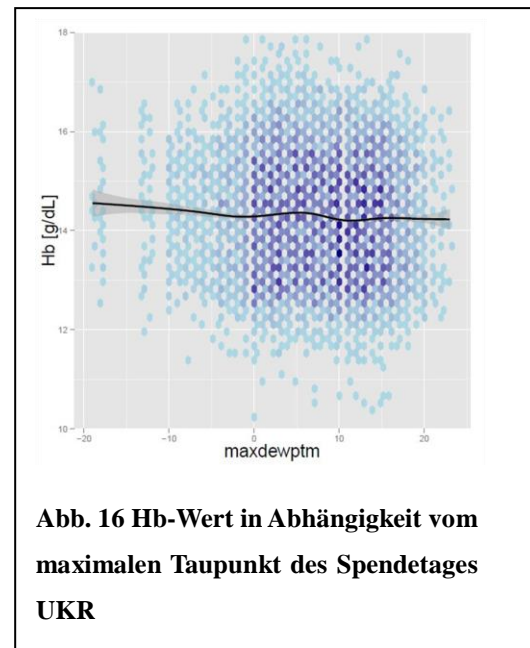 18
16
14
12
10
Hb [g/dL]
-20
-10
0
10
20
maxdewptm
Abb. 16 Hb-Wert in Abhängigkeit vom
maximalen Taupunkt des Spendetages
UKR